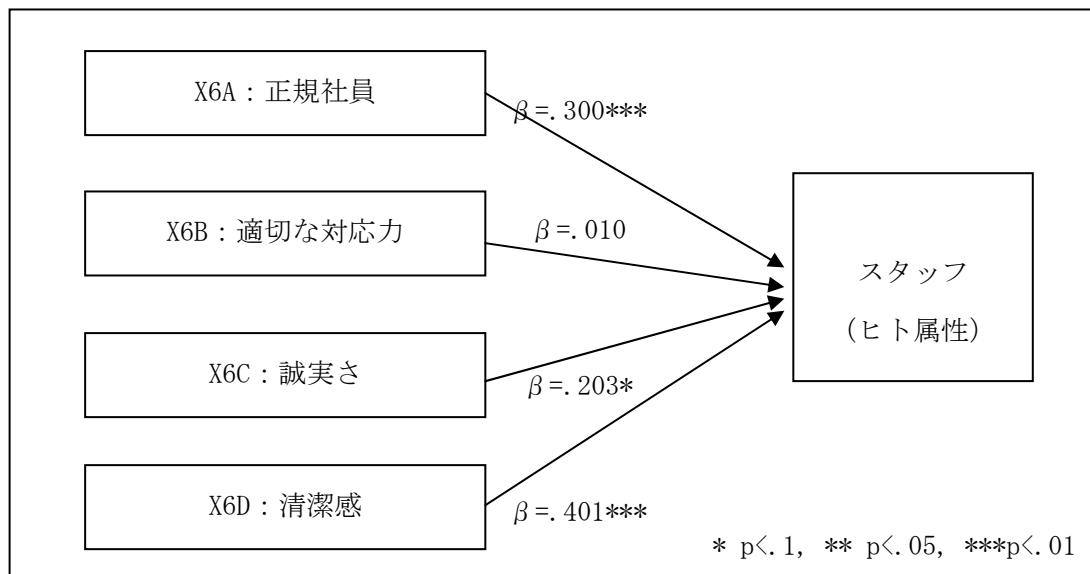 X6A：正規社員
β=.300***
X6B：適切な対応力
β=.010
スタッフ
（ヒト属性）
X6C：誠実さ
β=.203*
X6D：清潔感
β=.401***
* p<.1, ** p<.05, ***p<.01